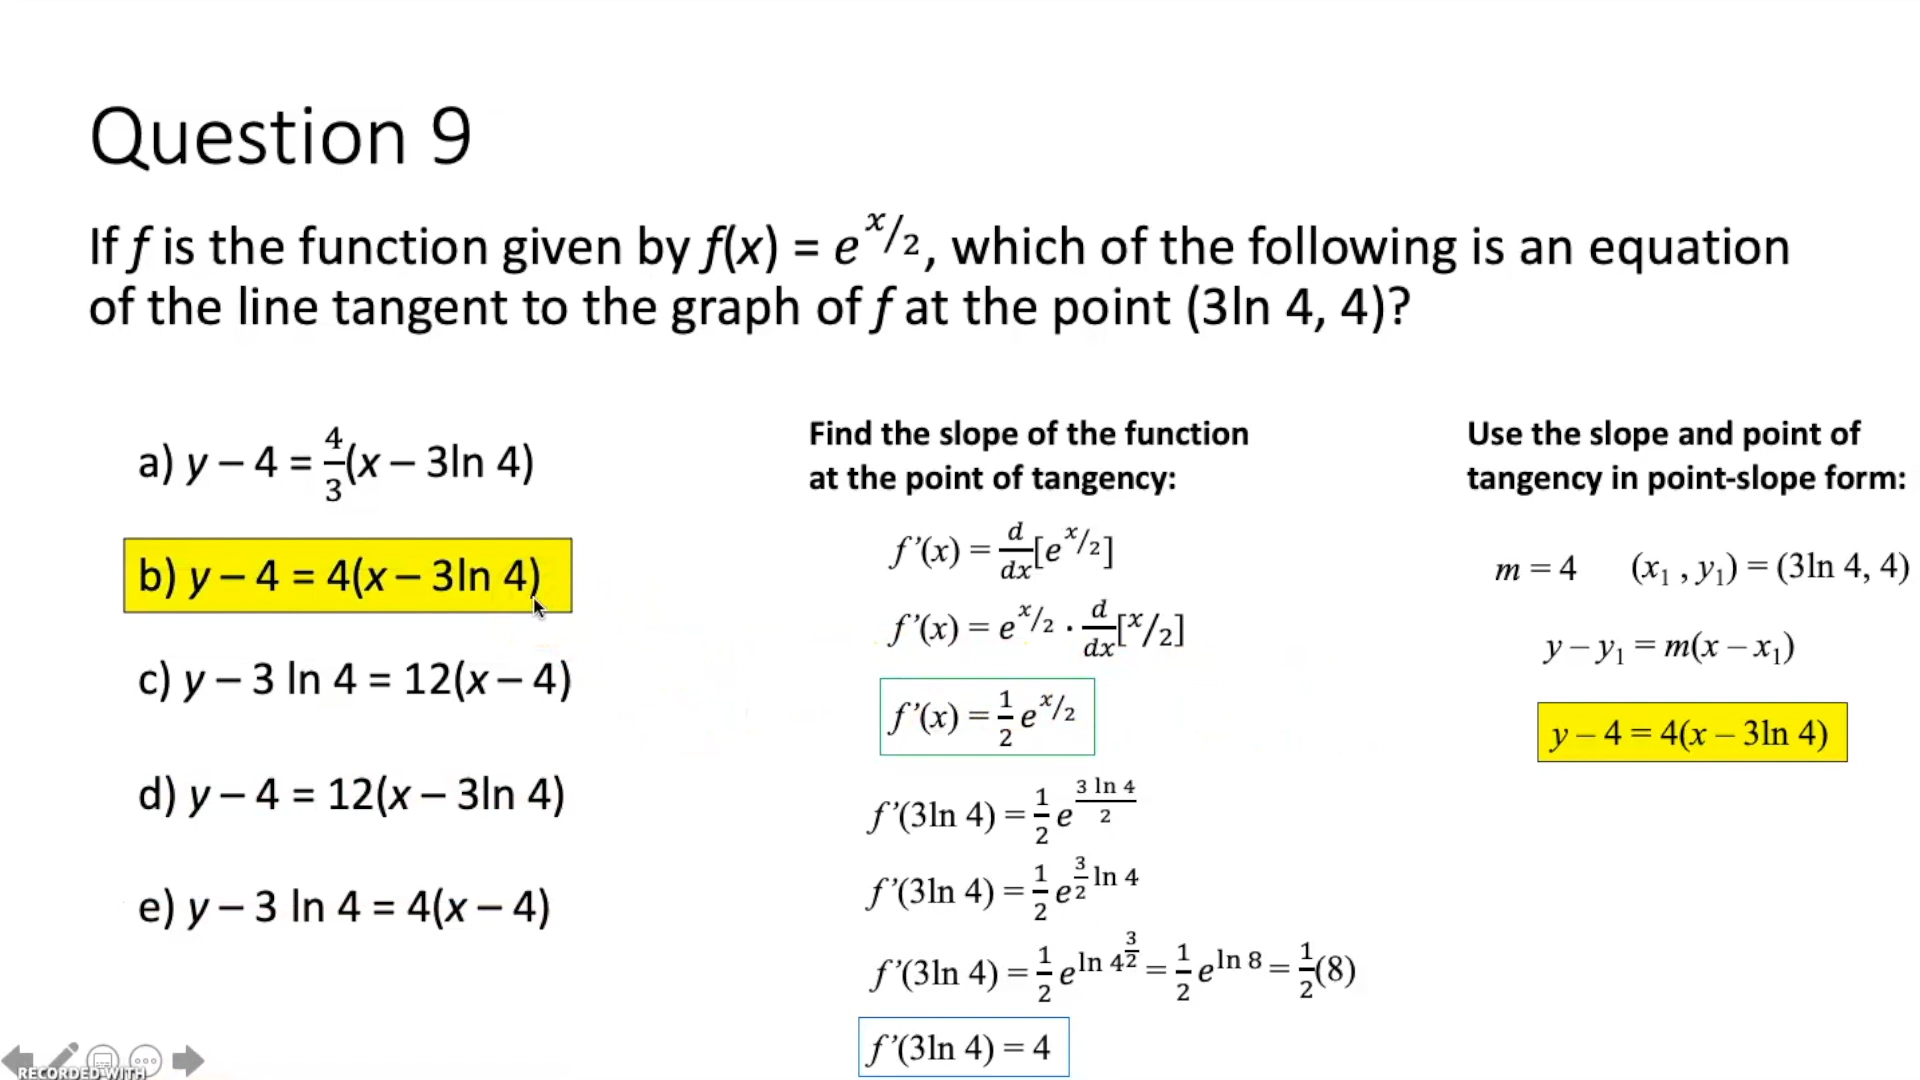 Question 9
If f is the function given by f(x) = e^x/2, which of the following is an equation
of the line tangent to the graph of f at the point (3ln 4, 4)?
a) y – 4 = 4/3(x – 3ln 4)
b) y – 4 = 4(x – 3ln 4)
c) y – 3 ln 4 = 12(x – 4)
d) y – 4 = 12(x – 3ln 4)
e) y – 3 ln 4 = 4(x – 4)
Find the slope of the function
at the point of tangency:
f’(x) = d/dx[e^x/2]
f’(x) = e^x/2 · d/dx[x/2]
f’(x) = 1/2 e^x/2
f’(3ln 4) = 1/2 e^(3 ln 4)/2
f’(3ln 4) = 1/2 e^3/2 ln 4
f’(3ln 4) = 1/2 e^ln 4^3/2 = 1/2 e^ln 8 = 1/2(8)
f’(3ln 4) = 4
Use the slope and point of
tangency in point-slope form:
m = 4 (x₁ , y₁) = (3ln 4, 4)
y – y₁ = m(x – x₁)
y – 4 = 4(x – 3ln 4)
RECORDED WITH